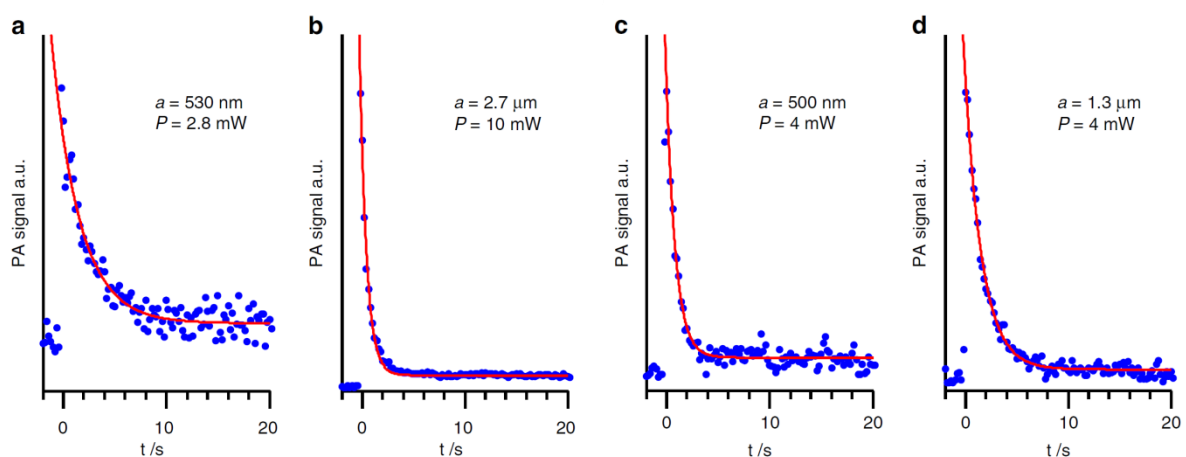 a
PA signal a.u.
a = 530 nm
P = 2.8 mW
0 10 20
t /s
b
PA signal a.u.
a = 2.7 μm
P = 10 mW
0 10 20
t /s
c
PA signal a.u.
a = 500 nm
P = 4 mW
0 10 20
t /s
d
PA signal a.u.
a = 1.3 μm
P = 4 mW
0 10 20
t /s